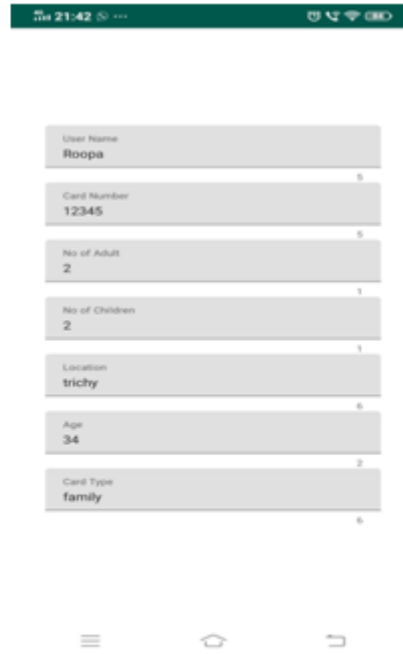 21:42
User Name
Roopa
5
Card Number
12345
5
No of Adult
2
1
No of Children
2
1
Location
trichy
6
Age
34
2
Card Type
family
6